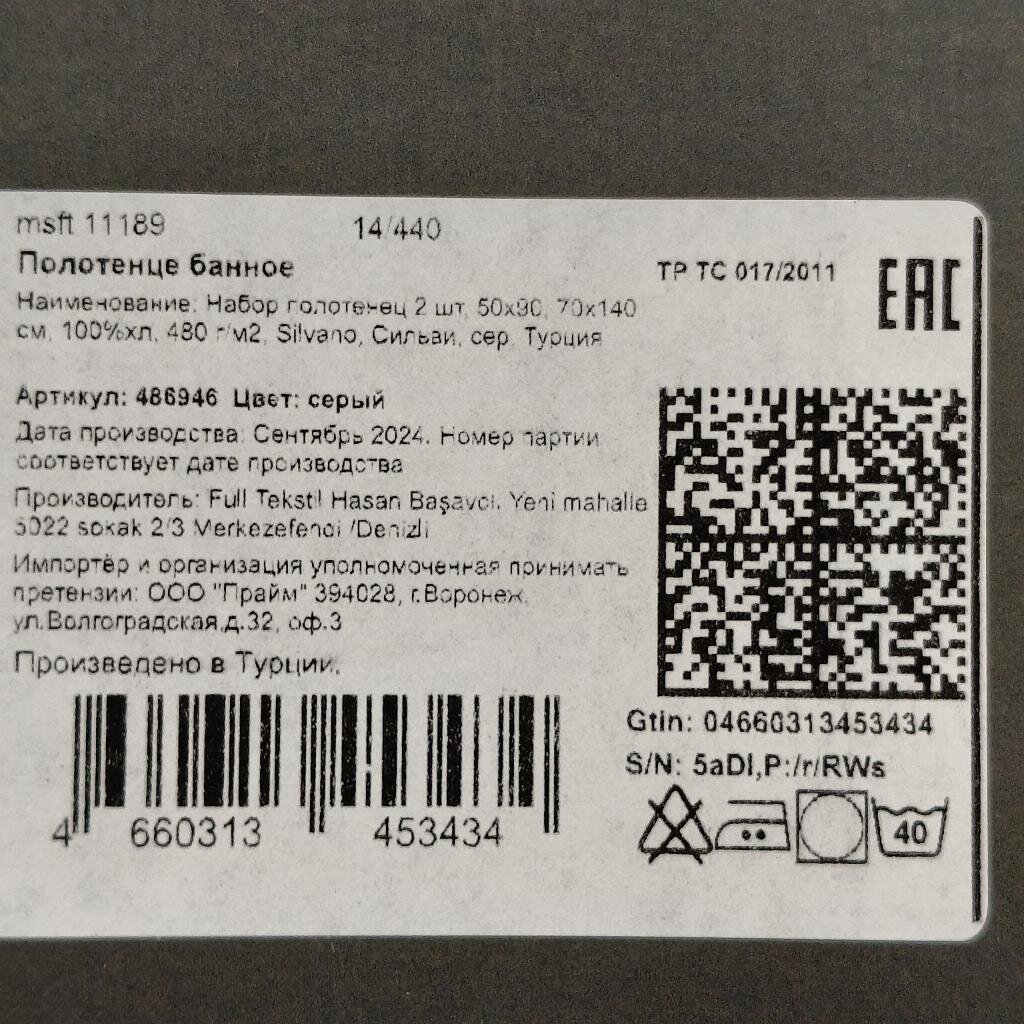 msft 11189 14/440
Полотенце банное
ТР ТС 017/2011
EAC
Наименование: Набор полотенец 2 шт, 50х90, 70х140
см, 100%хл, 480 г/м2, Silvano, Сильви, сер, Турция
Артикул: 486946 Цвет: серый
Дата производства: Сентябрь 2024. Номер партии
соответствует дате производства
Производитель: Full Tekstil Hasan Başavcı. Yeni mahalle
5022 sokak 2/3 Merkezefendi /Denizli
Импортёр и организация уполномоченная принимать
претензии: ООО "Прайм" 394028, г.Воронеж,
ул.Волгоградская,д.32, оф.3
Произведено в Турции.
4 660313 453434
Gtin: 04660313453434
S/N: 5aDI,P:/r/RWs
40